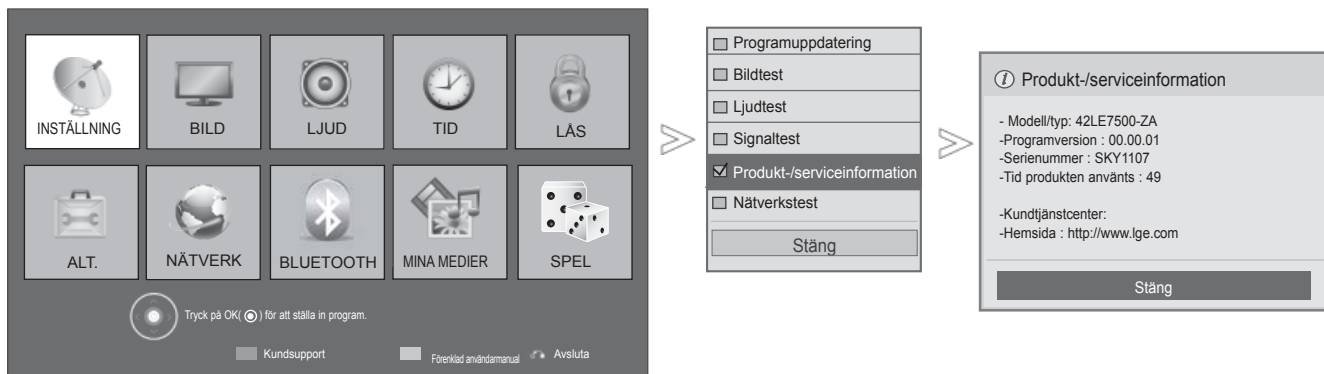 INSTÄLLNING
BILD
LJUD
TID
LÅS
ALT.
NÄTVERK
BLUETOOTH
MINA MEDIER
SPEL
Tryck på OK( ) för att ställa in program.
Kundsupport
Förenklad användarmanual
Avsluta
Programuppdatering
Bildtest
Ljudtest
Signaltest
Produkt-/serviceinformation
Nätverkstest
Stäng
i Produkt-/serviceinformation
- Modell/typ: 42LE7500-ZA
-Programversion : 00.00.01
-Serienummer : SKY1107
-Tid produkten använts : 49
-Kundtjänstcenter:
-Hemsida : http://www.lge.com
Stäng